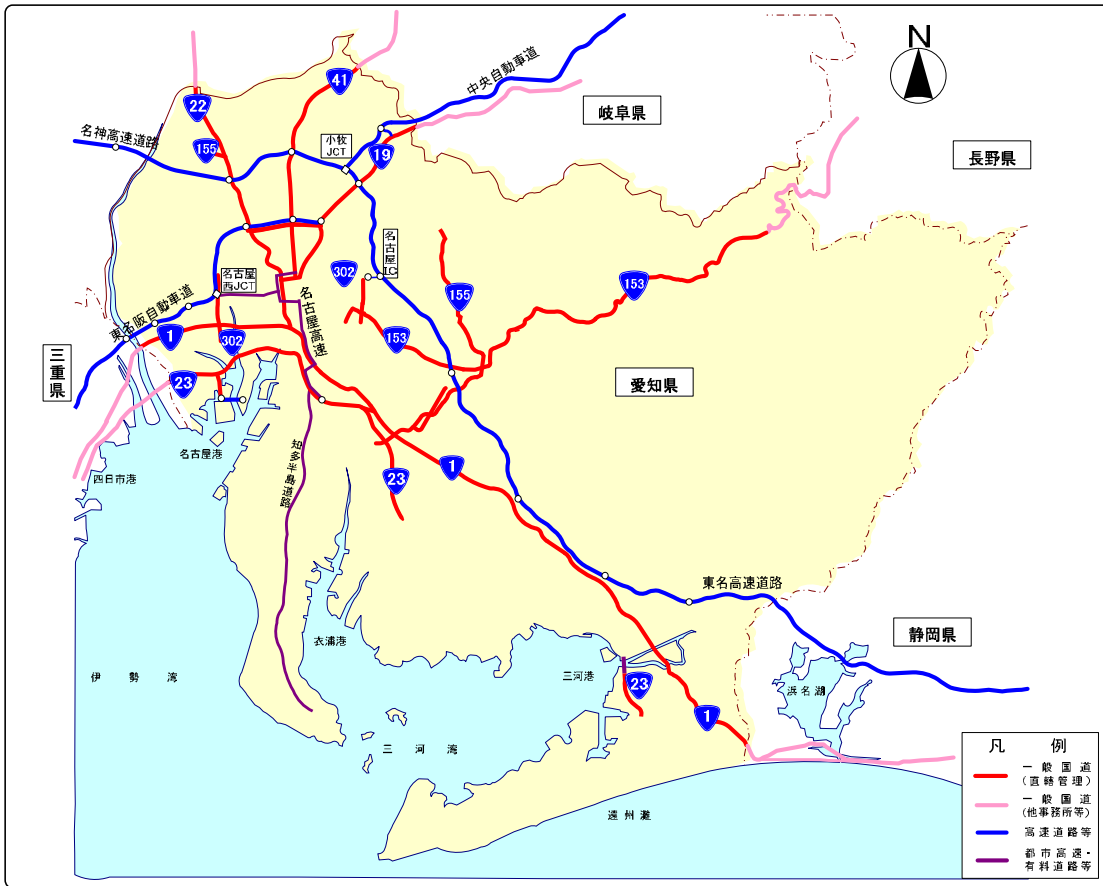 N
41
中央自動車道
22
岐阜県
名神高速道路
155
小牧
JCT
19
長野県
名古屋IC
302
名古屋
西JCT
153
155
東名阪自動車道
名古屋高速
1
302
153
三重県
23
愛知県
名古屋港
知多半島道路
1
23
四日市港
東名高速道路
静岡県
衣浦港
伊勢湾
三河港
23
浜名湖
1
三河湾
遠州灘
凡例
一般国道
(直轄管理)
一般国道
(他事務所等)
高速道路等
都市高速・
有料道路等